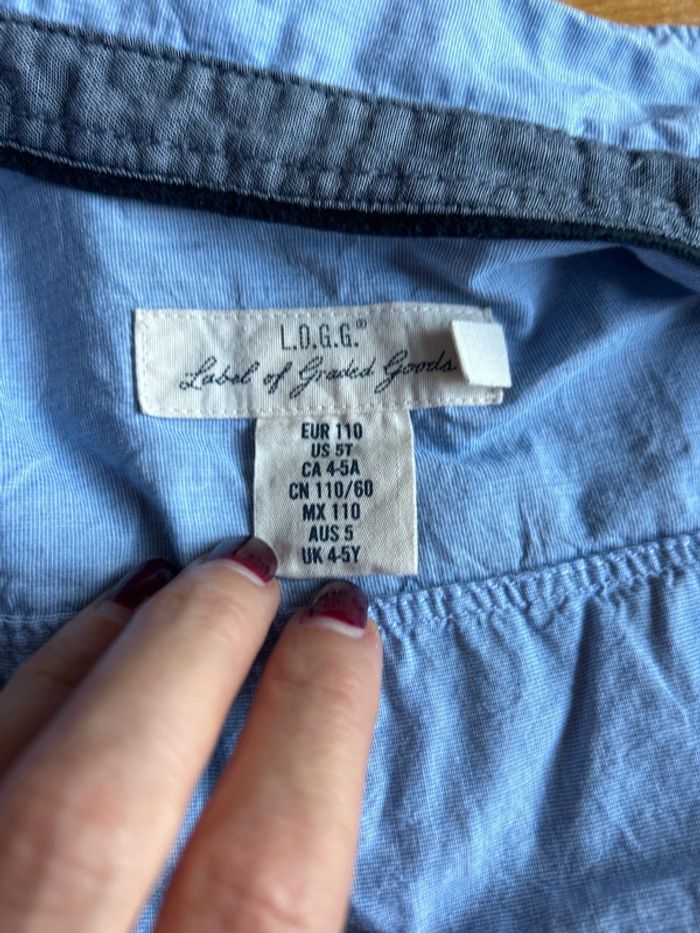 L.O.G.G.®
Label of Graded Goods
EUR 110
US 5T
CA 4-5A
CN 110/60
MX 110
AUS 5
UK 4-5Y